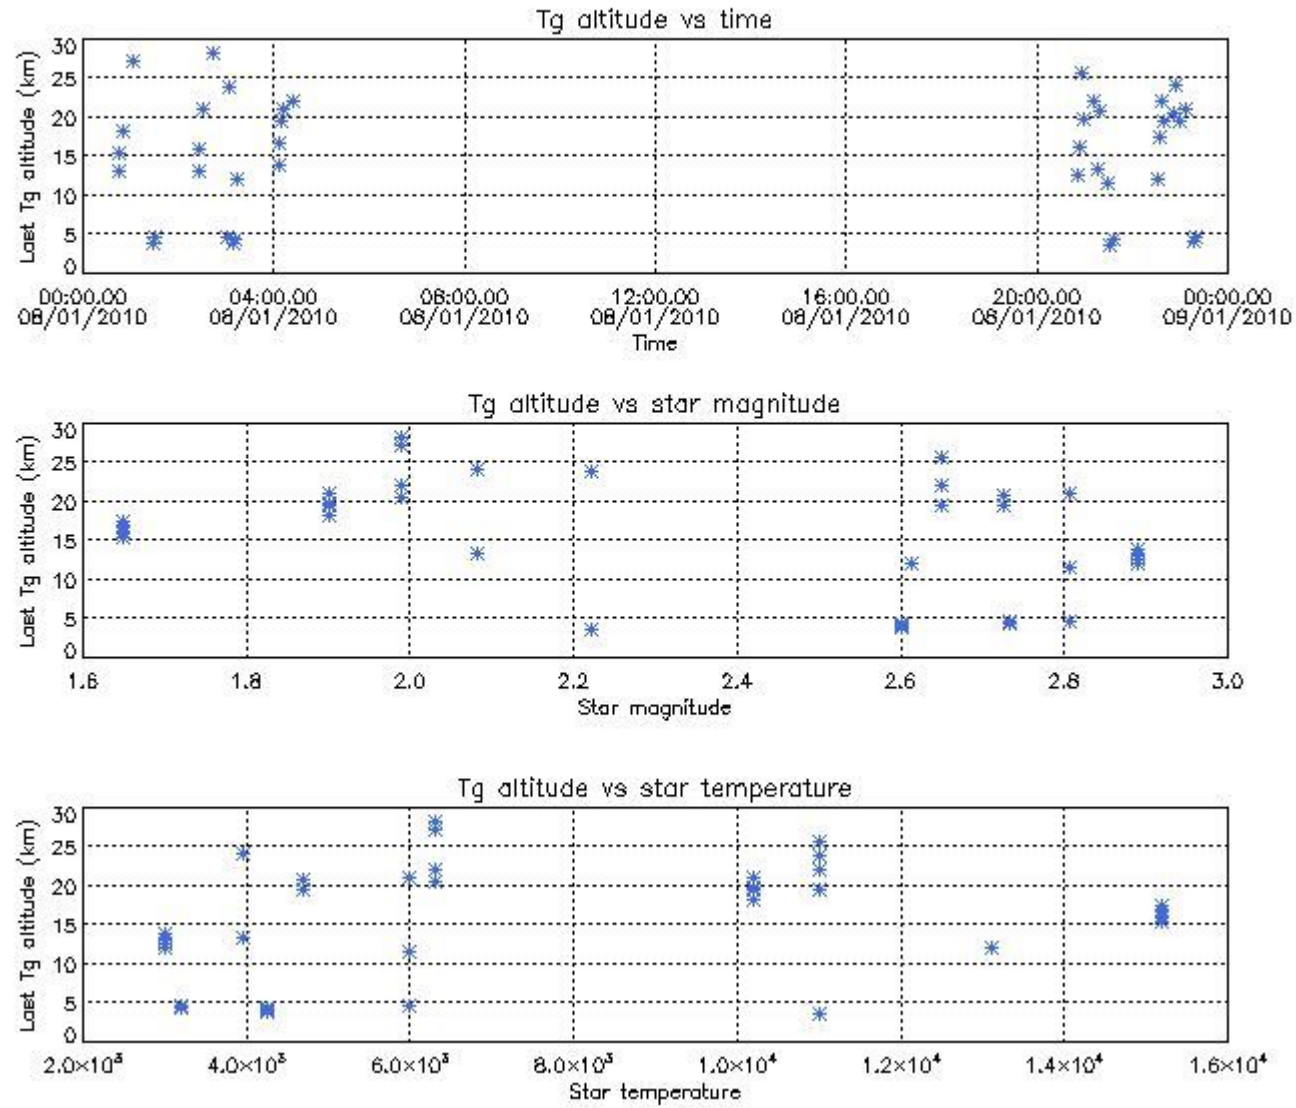 Tg altitude vs time
Last Tg altitude (km)
30
25
20
15
10
5
0
00:00.00 04:00.00 08:00.00 12:00.00 16:00.00 20:00.00 00:00.00
08/01/2010 08/01/2010 08/01/2010 08/01/2010 08/01/2010 08/01/2010 09/01/2010
Time
Tg altitude vs star magnitude
Last Tg altitude (km)
30
25
20
15
10
5
0
1.6 1.8 2.0 2.2 2.4 2.6 2.8 3.0
Star magnitude
Tg altitude vs star temperature
Last Tg altitude (km)
30
25
20
15
10
5
0
2.0×10³ 4.0×10³ 6.0×10³ 8.0×10³ 1.0×10⁴ 1.2×10⁴ 1.4×10⁴ 1.6×10⁴
Star temperature